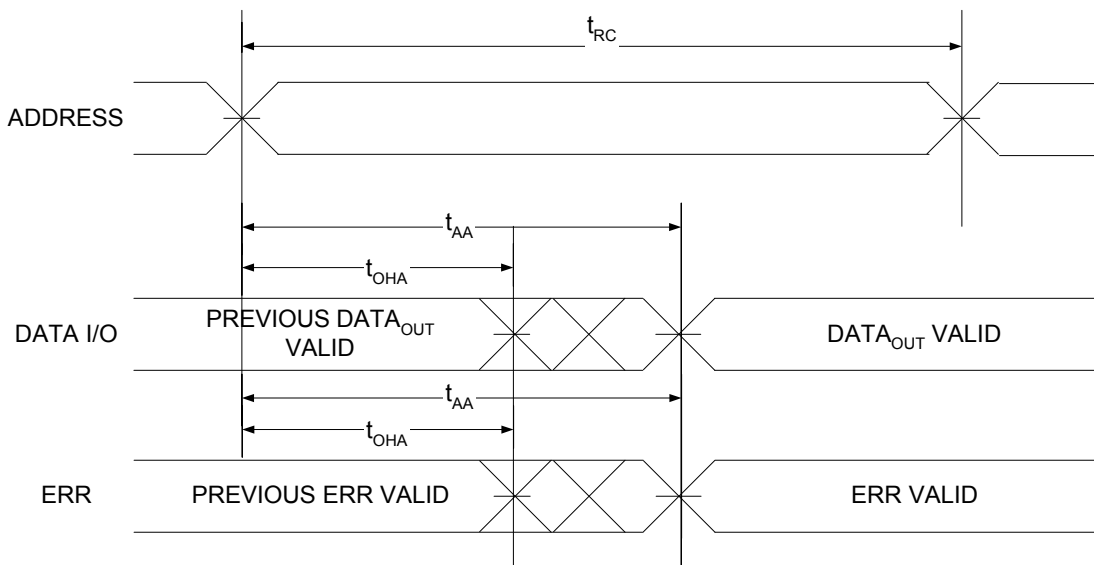 tRC
ADDRESS
tAA
tOHA
DATA I/O
PREVIOUS DATAOUT
VALID
DATAOUT VALID
tAA
tOHA
ERR
PREVIOUS ERR VALID
ERR VALID